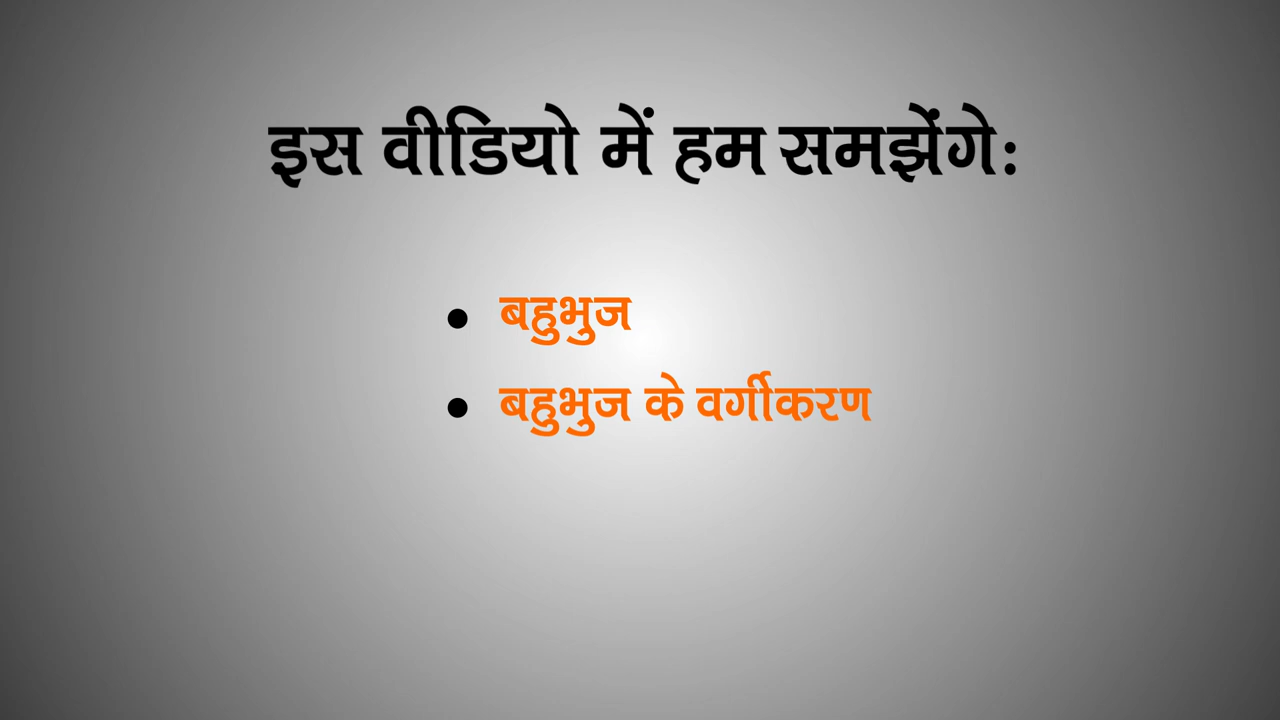 इस वीडियो में हम समझेंगे:
• बहुभुज
• बहुभुज के वर्गीकरण